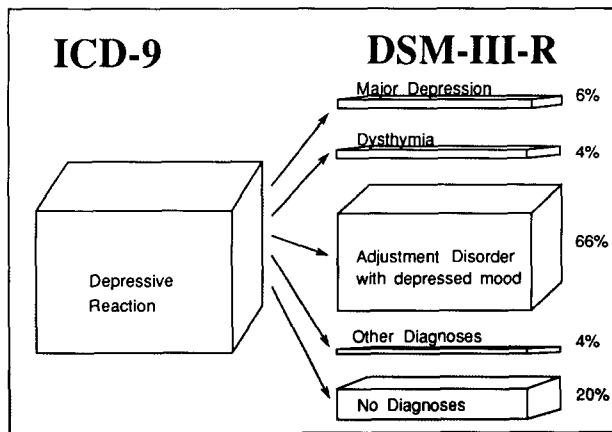 ICD-9
DSM-III-R
Major Depression
6%
Dysthymia
4%
Depressive
Reaction
Adjustment Disorder
with depressed mood
66%
Other Diagnoses
4%
No Diagnoses
20%